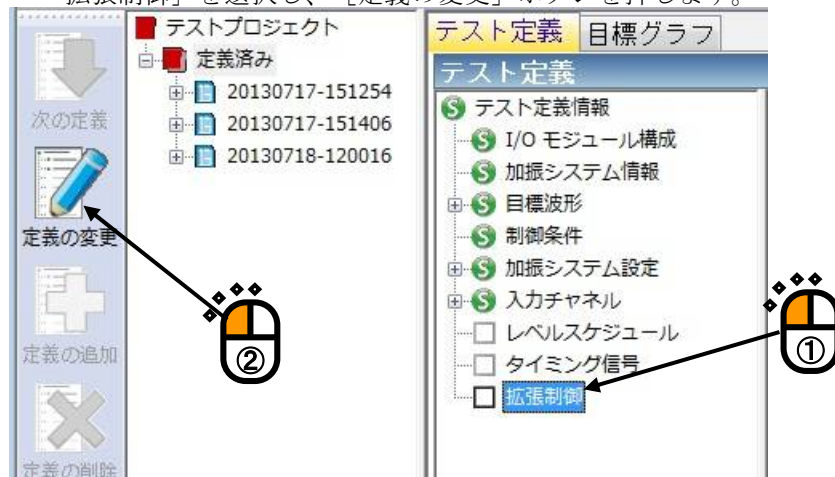 拡張制御」を選択し、［定義の変更］ボタンを押します。
次の定義
定義の変更
定義の追加
定義の削除
テストプロジェクト
定義済み
20130717-151254
20130717-151406
20130718-120016
テスト定義 目標グラフ
テスト定義
テスト定義情報
I/O モジュール構成
加振システム情報
目標波形
制御条件
加振システム設定
入力チャネル
レベルスケジュール
タイミング信号
拡張制御
②
①